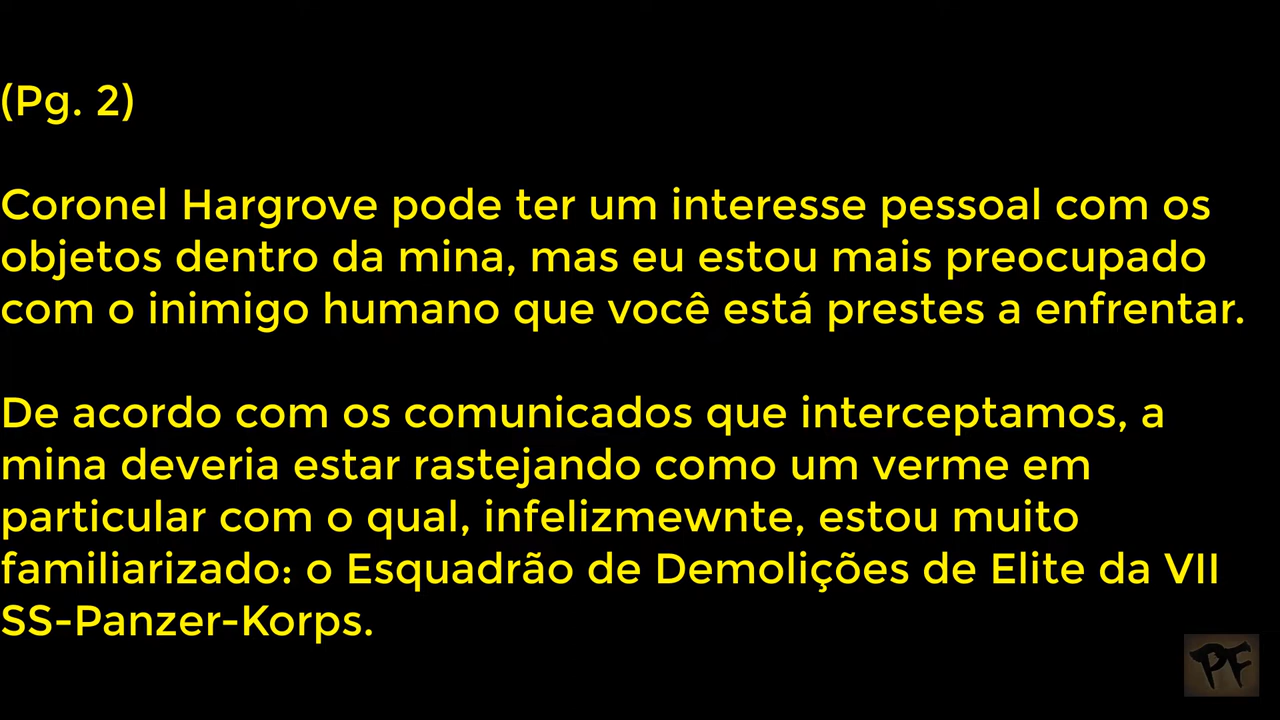 (Pg. 2)
Coronel Hargrove pode ter um interesse pessoal com os
objetos dentro da mina, mas eu estou mais preocupado
com o inimigo humano que você está prestes a enfrentar.
De acordo com os comunicados que interceptamos, a
mina deveria estar rastejando como um verme em
particular com o qual, infelizmewnte, estou muito
familiarizado: o Esquadrão de Demolições de Elite da VII
SS-Panzer-Korps.
PF